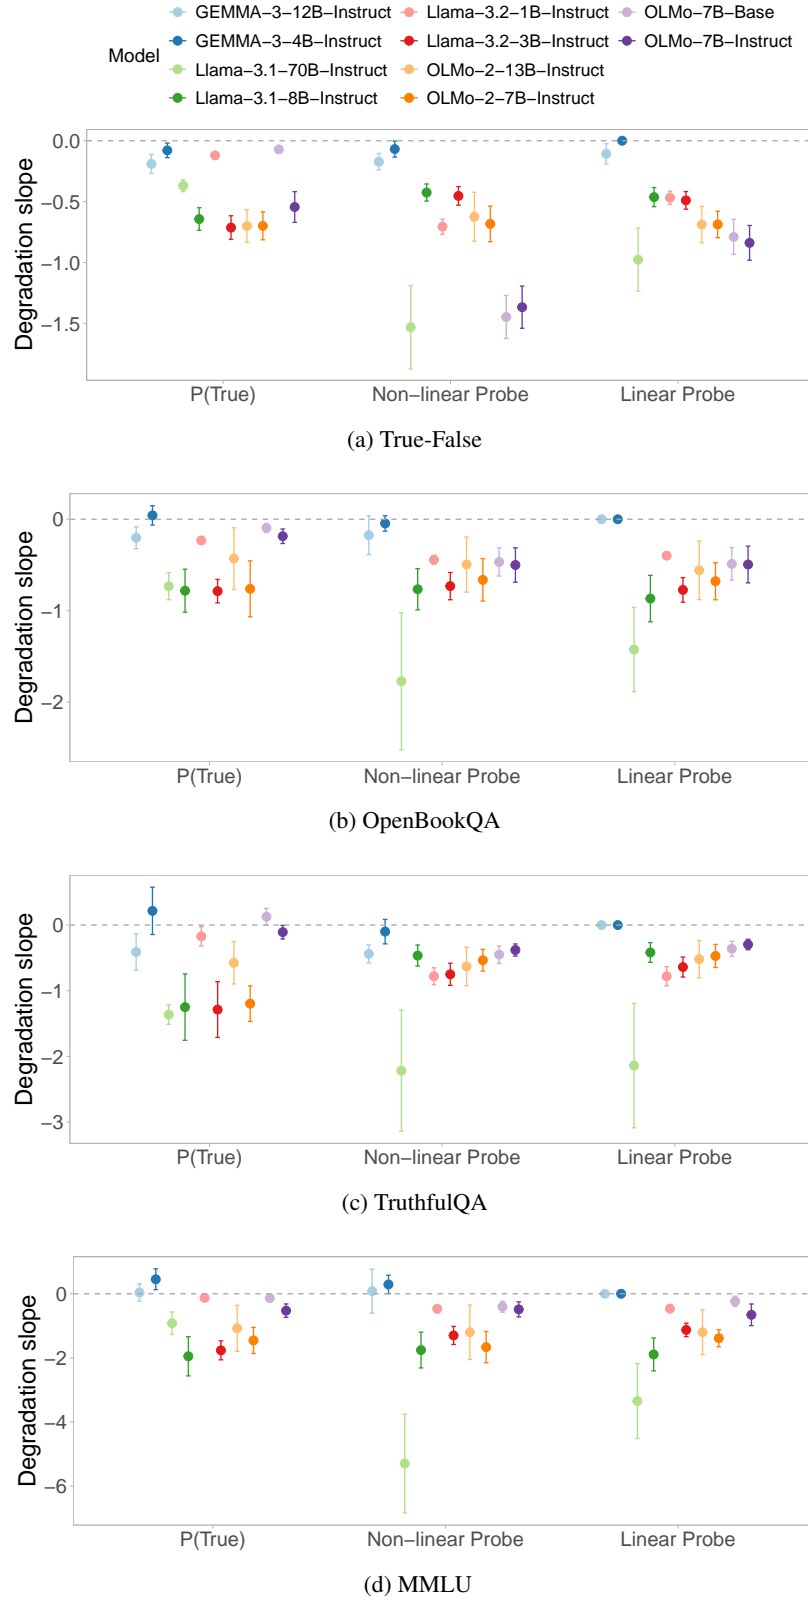 Model
GEMMA−3−12B−Instruct
GEMMA−3−4B−Instruct
Llama−3.1−70B−Instruct
Llama−3.1−8B−Instruct
Llama−3.2−1B−Instruct
Llama−3.2−3B−Instruct
OLMo−2−13B−Instruct
OLMo−2−7B−Instruct
OLMo−7B−Base
OLMo−7B−Instruct
Degradation slope
0.0
−0.5
−1.0
−1.5
P(True) Non−linear Probe Linear Probe
(a) True-False
Degradation slope
0
−1
−2
P(True) Non−linear Probe Linear Probe
(b) OpenBookQA
Degradation slope
0
−1
−2
−3
P(True) Non−linear Probe Linear Probe
(c) TruthfulQA
Degradation slope
0
−2
−4
−6
P(True) Non−linear Probe Linear Probe
(d) MMLU